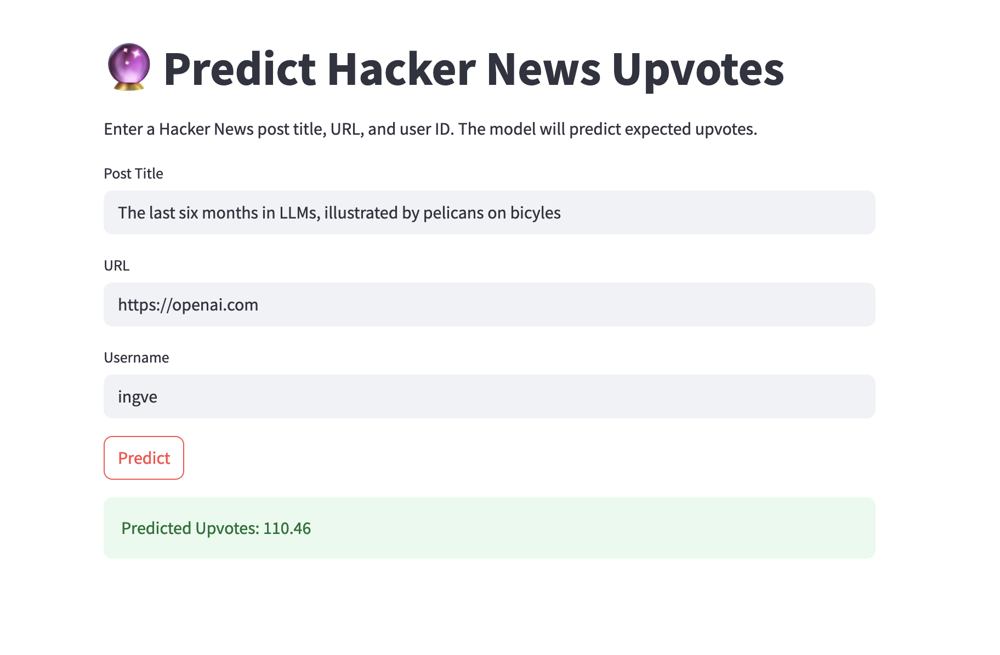 Predict Hacker News Upvotes
Enter a Hacker News post title, URL, and user ID. The model will predict expected upvotes.
Post Title
The last six months in LLMs, illustrated by pelicans on bicyles
URL
https://openai.com
Username
ingve
Predict
Predicted Upvotes: 110.46